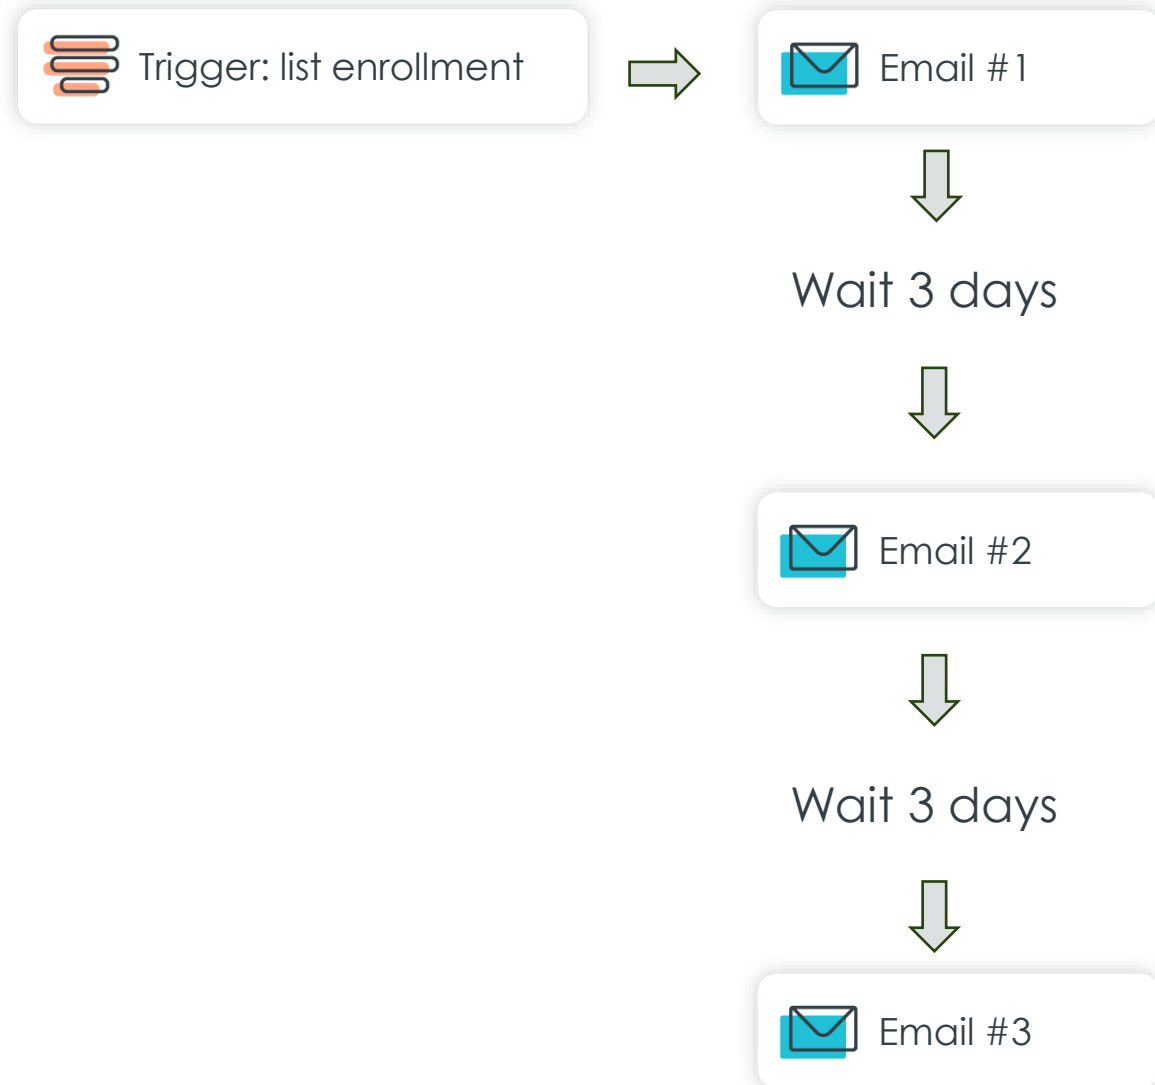 Trigger: list enrollment
Email #1
Wait 3 days
Email #2
Wait 3 days
Email #3